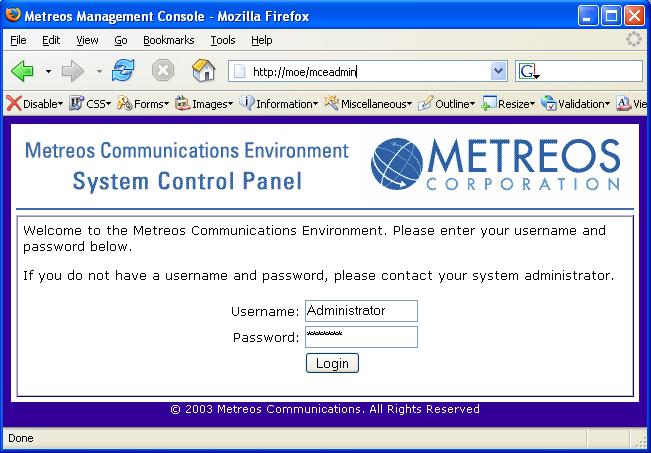 Metreos Management Console - Mozilla Firefox
File Edit View Go Bookmarks Tools Help
http://moe/mceadmin G
Disable CSS Forms Images Information Miscellaneous Outline Resize Validation Vie
Metreos Communications Environment
System Control Panel
METREOS
CORPORATION
Welcome to the Metreos Communications Environment. Please enter your username and
password below.
If you do not have a username and password, please contact your system administrator.
Username: Administrator
Password: *******
Login
© 2003 Metreos Communications. All Rights Reserved
Done